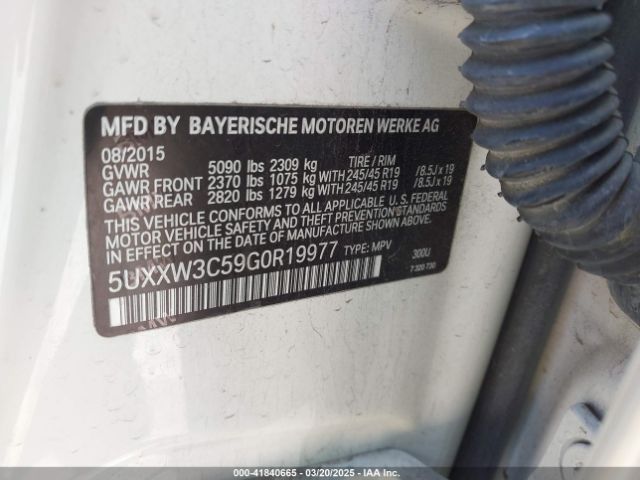 MFD BY BAYERISCHE MOTOREN WERKE AG
08/2015 TIRE / RIM
GVWR 5090 lbs 2309 kg
GAWR FRONT 2370 lbs 1075 kg WITH 245/45 R19 / 8.5J x 19
GAWR REAR 2820 lbs 1279 kg WITH 245/45 R19 / 8.5J x 19
THIS VEHICLE CONFORMS TO ALL APPLICABLE U.S. FEDERAL
MOTOR VEHICLE SAFETY STANDARDS
IN EFFECT ON THE DATE OF MANUFACTURE SHOWN ABOVE.
5UXXW3C59G0R19977 TYPE: MPV 300U
7 320 730
000-41840665 - 03/20/2025 - IAA Inc.